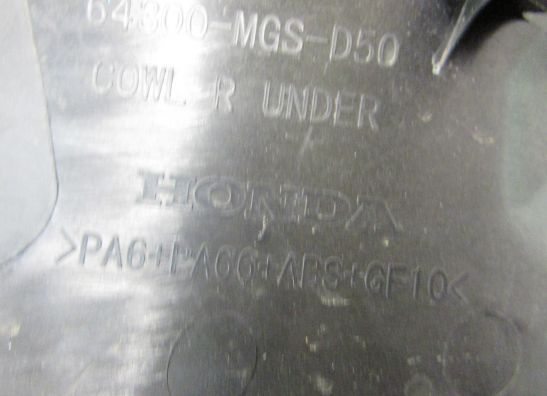 64300-MGS-D50
COWL-R UNDER
HONDA
>PA6+PA66+ABS+GF10<